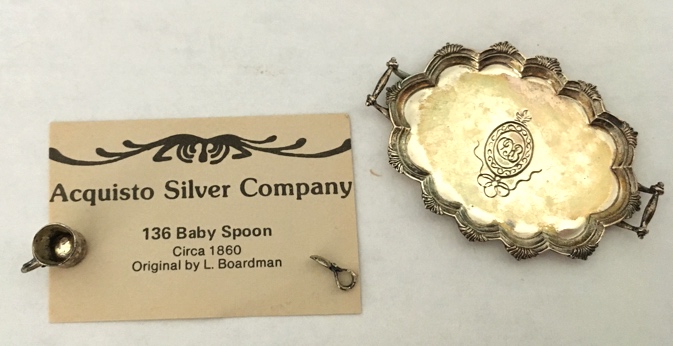 Acquisto Silver Company
136 Baby Spoon
Circa 1860
Original by L. Boardman